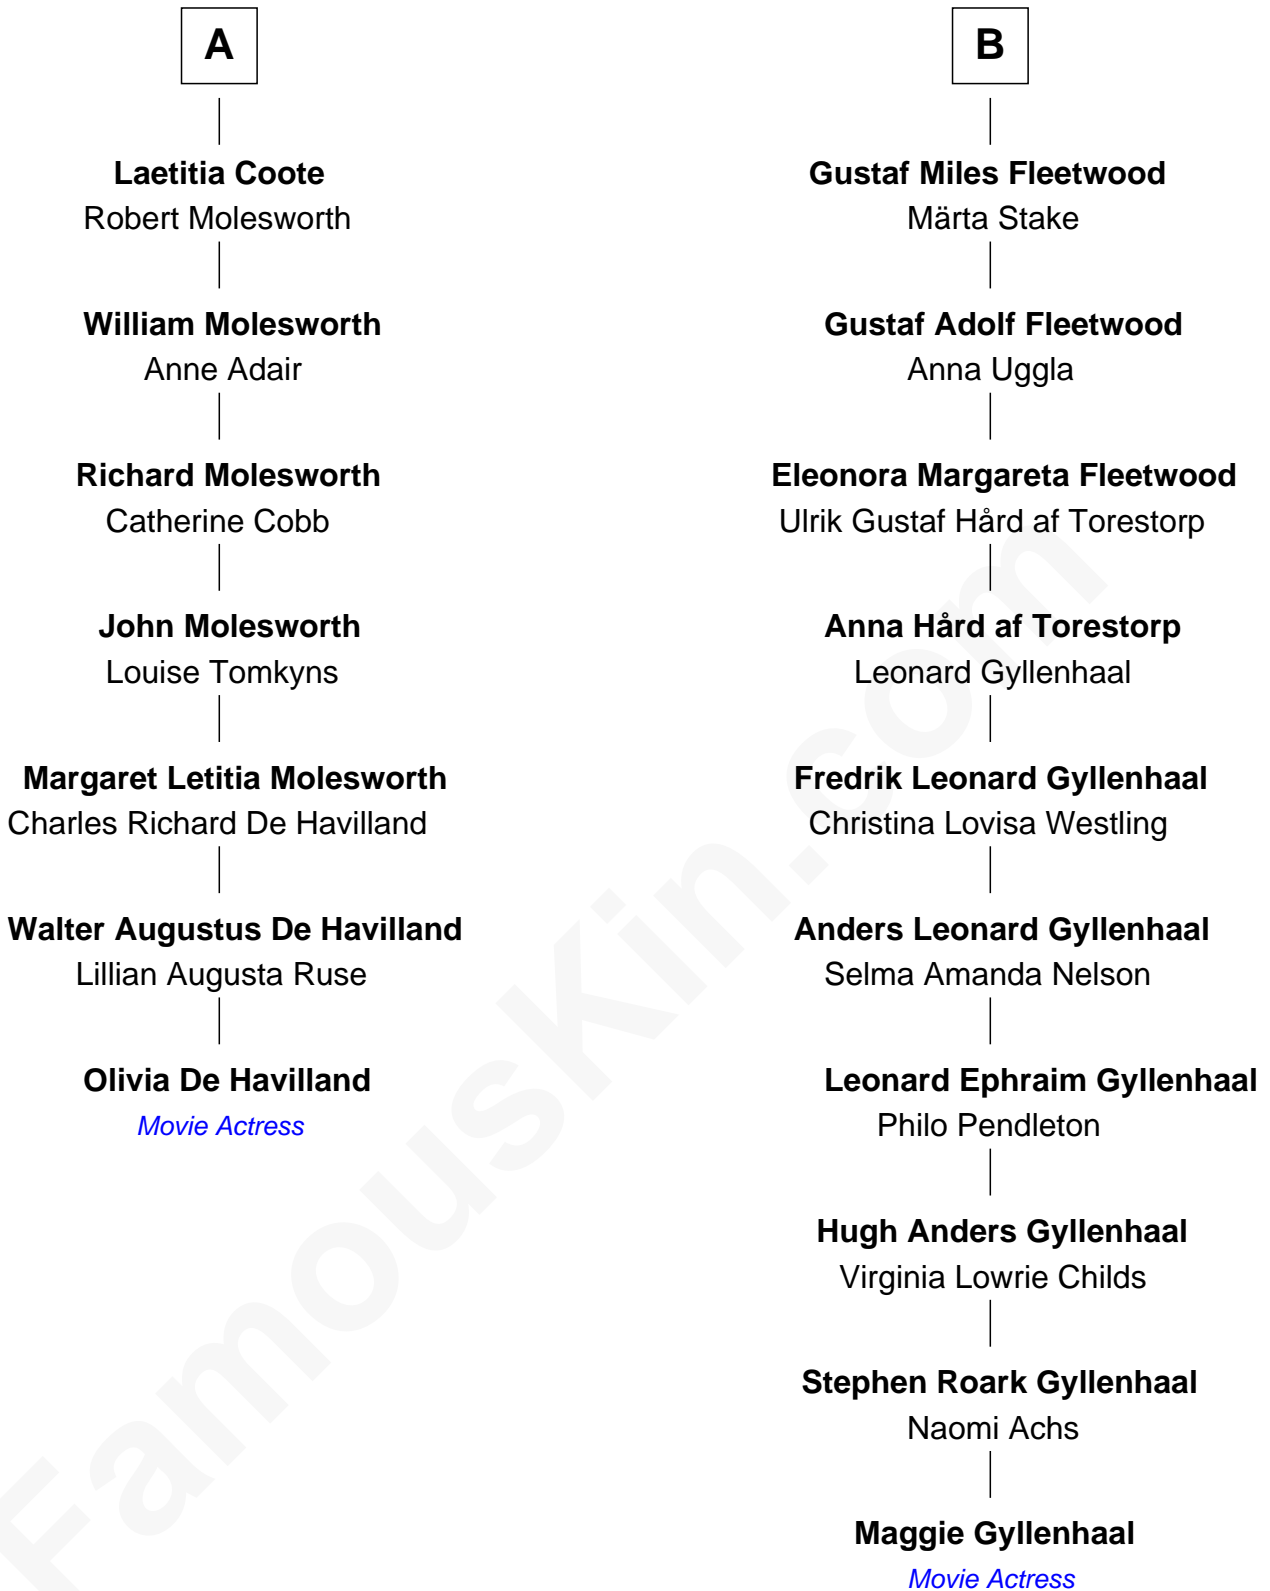 A
Laetitia Coote
Robert Molesworth
William Molesworth
Anne Adair
Richard Molesworth
Catherine Cobb
John Molesworth
Louise Tomkyns
Margaret Letitia Molesworth
Charles Richard De Havilland
Walter Augustus De Havilland
Lillian Augusta Ruse
Olivia De Havilland
Movie Actress
B
Gustaf Miles Fleetwood
Märta Stake
Gustaf Adolf Fleetwood
Anna Uggla
Eleonora Margareta Fleetwood
Ulrik Gustaf Hård af Torestorp
Anna Hård af Torestorp
Leonard Gyllenhaal
Fredrik Leonard Gyllenhaal
Christina Lovisa Westling
Anders Leonard Gyllenhaal
Selma Amanda Nelson
Leonard Ephraim Gyllenhaal
Philo Pendleton
Hugh Anders Gyllenhaal
Virginia Lowrie Childs
Stephen Roark Gyllenhaal
Naomi Achs
Maggie Gyllenhaal
Movie Actress
FamousKin.com